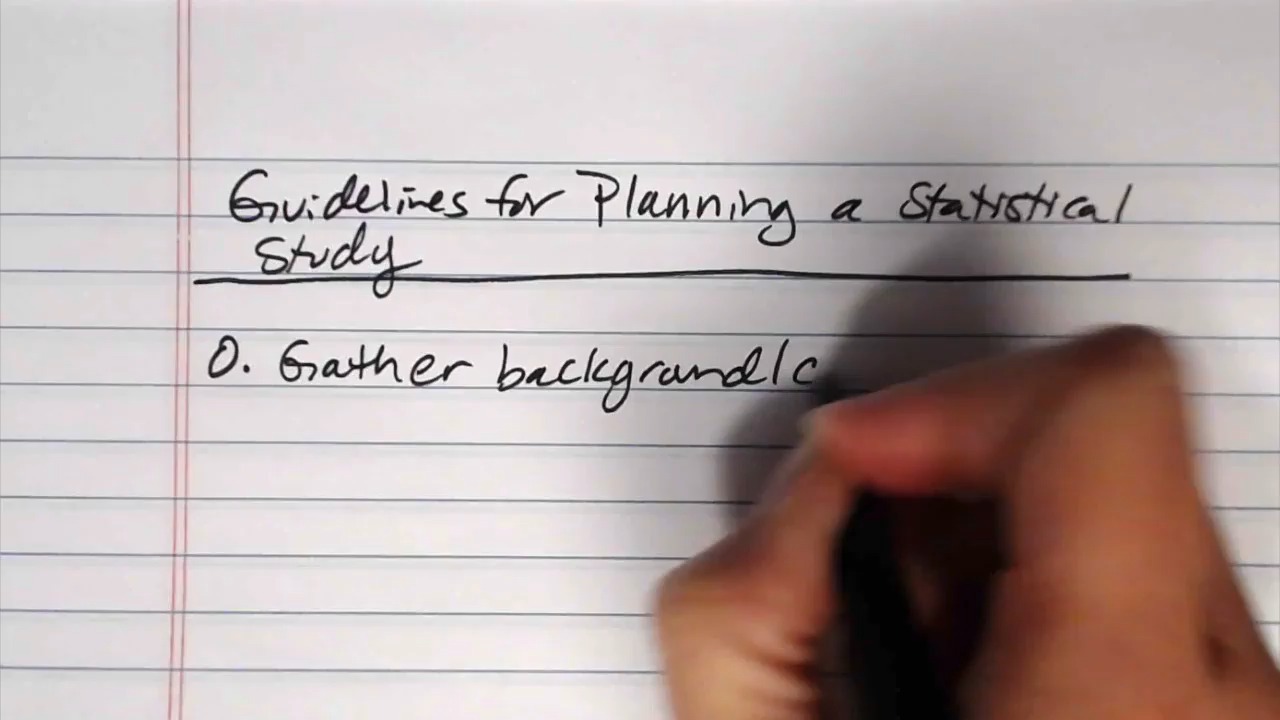 Guidelines for Planning a Statistical
Study
0. Gather background/c